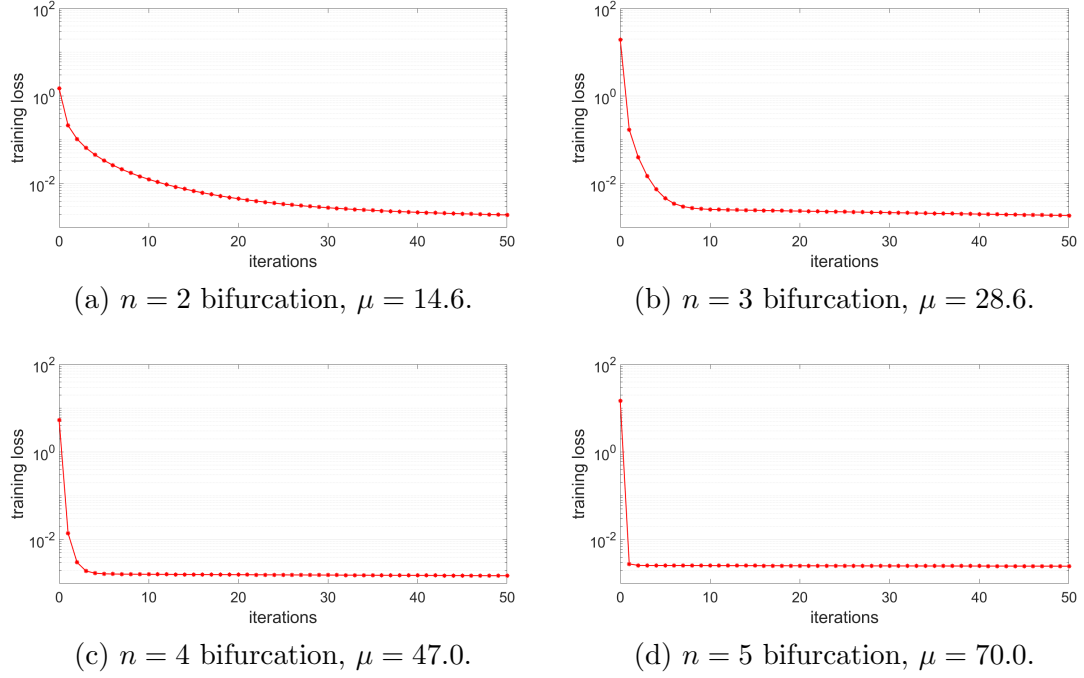 10^2
10^0
10^-2
training loss
0 10 20 30 40 50
iterations
(a) n = 2 bifurcation, μ = 14.6.
10^2
10^0
10^-2
training loss
0 10 20 30 40 50
iterations
(b) n = 3 bifurcation, μ = 28.6.
10^2
10^0
10^-2
training loss
0 10 20 30 40 50
iterations
(c) n = 4 bifurcation, μ = 47.0.
10^2
10^0
10^-2
training loss
0 10 20 30 40 50
iterations
(d) n = 5 bifurcation, μ = 70.0.